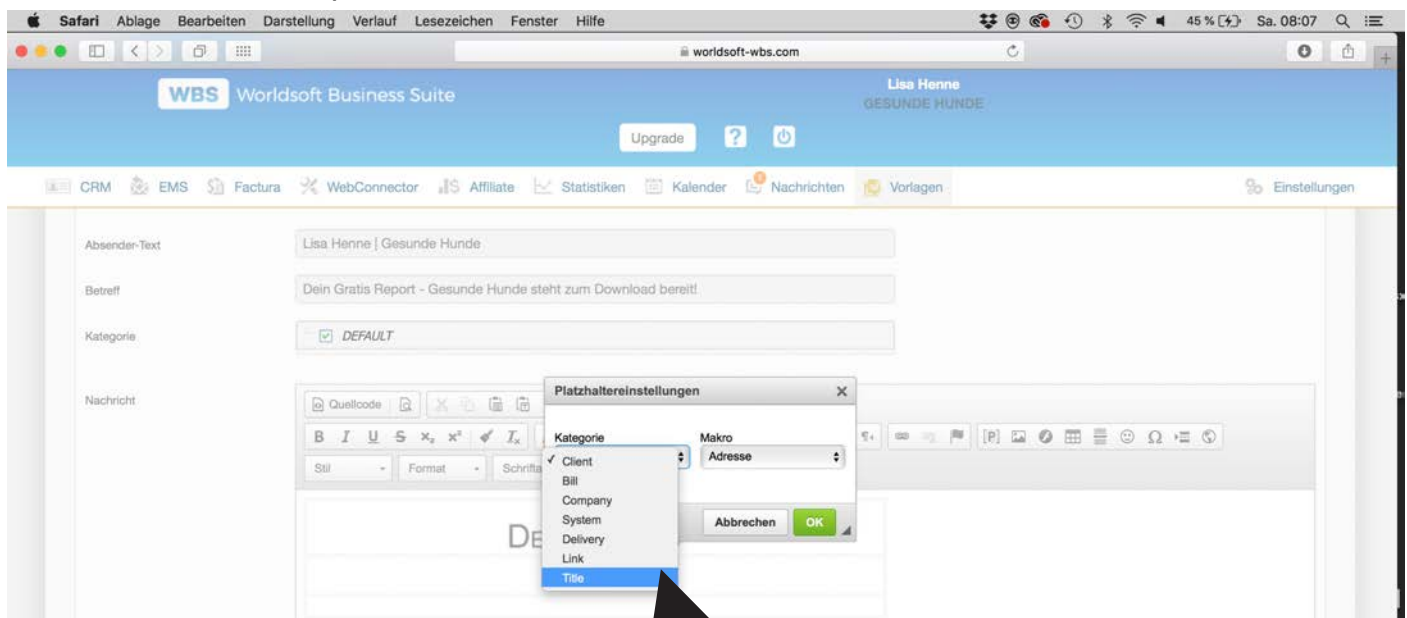 Safari Ablage Bearbeiten Darstellung Verlauf Lesezeichen Fenster Hilfe 45 % Sa. 08:07
worldsoft-wbs.com
WBS Worldsoft Business Suite
Lisa Henne
GESUNDE HUNDE
Upgrade ?
CRM EMS Factura WebConnector Affiliate Statistiken Kalender Nachrichten Vorlagen Einstellungen
Absender-Text Lisa Henne | Gesunde Hunde
Betreff Dein Gratis Report - Gesunde Hunde steht zum Download bereit!
Kategorie DEFAULT
Nachricht
Platzhaltereinstellungen X
Quellcode
Kategorie Makro
B I U S x₂ x² Iₓ [P] Ω
Adresse
Stil Format Schrifta
✓ Client
Bill
Company
System
Delivery
Link
Title
Abbrechen OK
DE